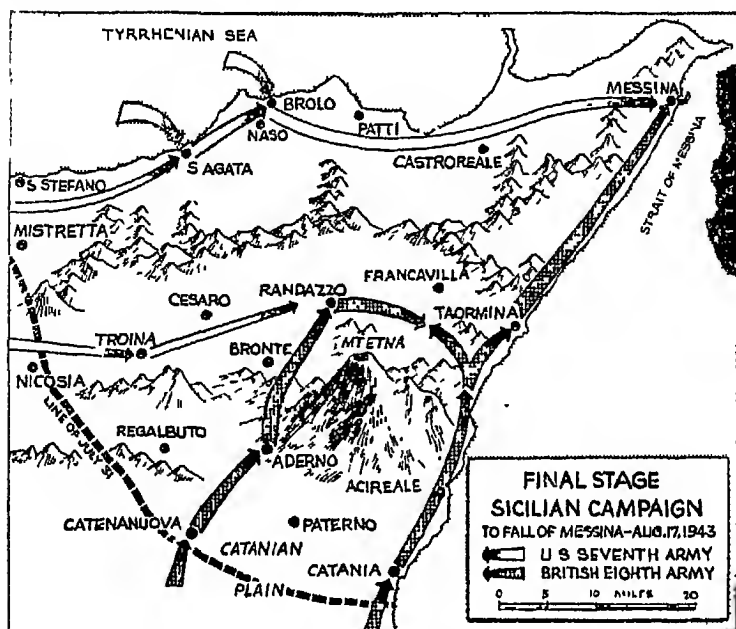 TYRRHENIAN SEA
MESSINA
BROLO
NASO
PATTI
CASTROREALE
S AGATA
S. STEFANO
STRAIT OF MESSINA
MISTRETTA
FRANCAVILLA
RANDAZZO
CESARO
TAORMINA
TROINA
BRONTE
MT ETNA
NICOSIA
LINE OF JULY 31
REGALBUTO
ADERNO
ACIREALE
CATENANUOVA
PATERNO
CATANIAN
PLAIN
CATANIA
FINAL STAGE
SICILIAN CAMPAIGN
TO FALL OF MESSINA-AUG.17,1943
U S SEVENTH ARMY
BRITISH EIGHTH ARMY
0 5 10 MILES 20